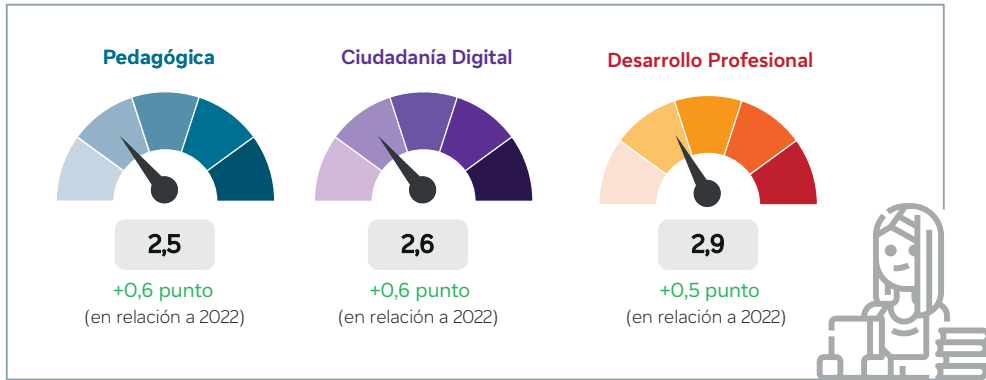 Pedagógica
2,5
+0,6 punto
(en relación a 2022)
Ciudadanía Digital
2,6
+0,6 punto
(en relación a 2022)
Desarrollo Profesional
2,9
+0,5 punto
(en relación a 2022)